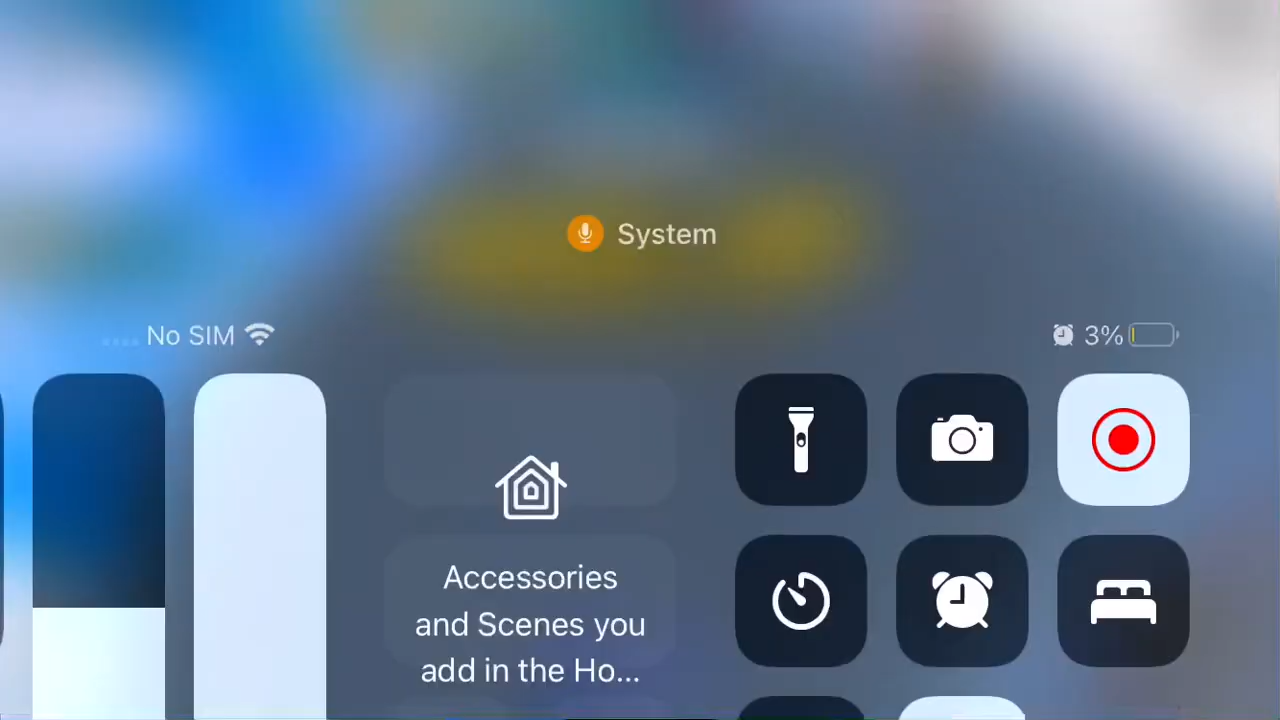 System
No SIM
3%
Accessories
and Scenes you
add in the Ho...